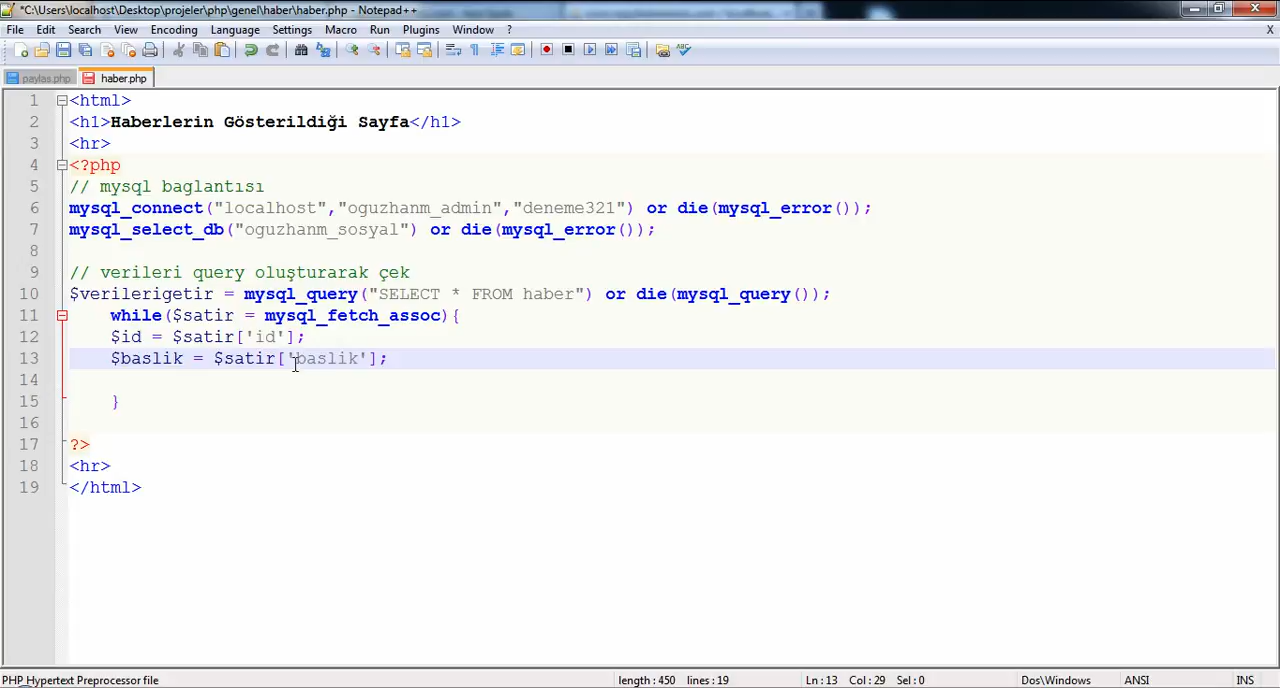 *C:\Users\localhost\Desktop\projeler\php\genel\haber\haber.php - Notepad++
File Edit Search View Encoding Language Settings Macro Run Plugins Window ? X
paylas.php haber.php
1 <html>
2 <h1>Haberlerin Gösterildiği Sayfa</h1>
3 <hr>
4 <?php
5 // mysql baglantısı
6 mysql_connect("localhost","oguzhanm_admin","deneme321") or die(mysql_error());
7 mysql_select_db("oguzhanm_sosyal") or die(mysql_error());
8
9 // verileri query oluşturarak çek
10 $verilerigetir = mysql_query("SELECT * FROM haber") or die(mysql_query());
11 while($satir = mysql_fetch_assoc){
12 $id = $satir['id'];
13 $baslik = $satir['baslik'];
14
15 }
16
17 ?>
18 <hr>
19 </html>
PHP Hypertext Preprocessor file length : 450 lines : 19 Ln : 13 Col : 29 Sel : 0 Dos\Windows ANSI INS